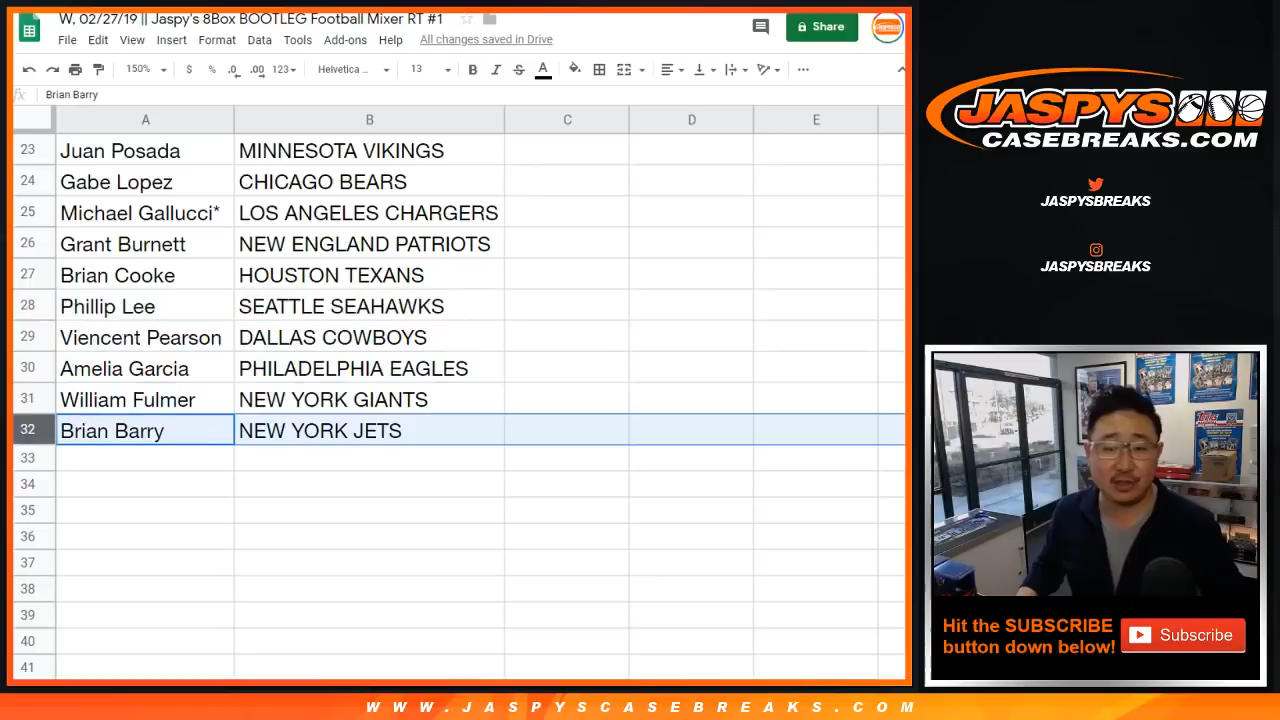 W, 02/27/19 || Jaspy's 8Box BOOTLEG Football Mixer RT #1
File Edit View Insert Format Data Tools Add-ons Help All changes saved in Drive
Share
150% $ % .0 .00 123 Helvetica ... 13 B I S A ...
fx Brian Barry
A B C D E
23 Juan Posada MINNESOTA VIKINGS
24 Gabe Lopez CHICAGO BEARS
25 Michael Gallucci* LOS ANGELES CHARGERS
26 Grant Burnett NEW ENGLAND PATRIOTS
27 Brian Cooke HOUSTON TEXANS
28 Phillip Lee SEATTLE SEAHAWKS
29 Viencent Pearson DALLAS COWBOYS
30 Amelia Garcia PHILADELPHIA EAGLES
31 William Fulmer NEW YORK GIANTS
32 Brian Barry NEW YORK JETS
33
34
35
36
37
38
39
40
41
JASPYS
CASEBREAKS.COM
JASPYSBREAKS
JASPYSBREAKS
Hit the SUBSCRIBE
button down below!
Subscribe
WWW.JASPYSCASEBREAKS.COM